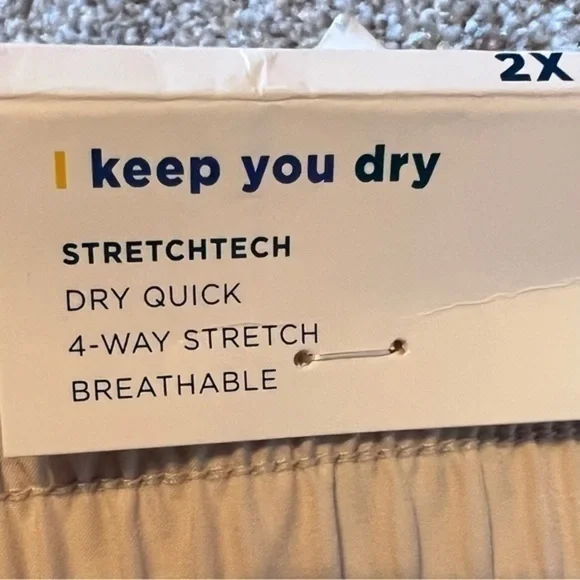 2X
I keep you dry
STRETCHTECH
DRY QUICK
4-WAY STRETCH
BREATHABLE